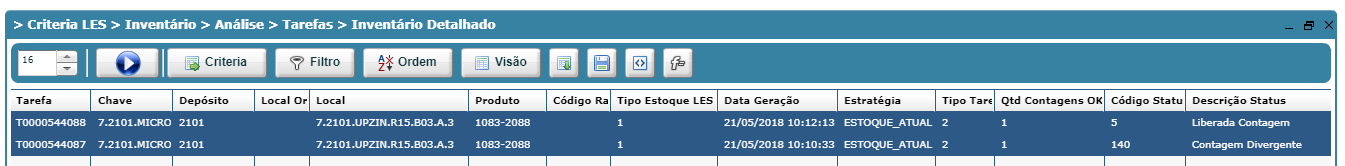 > Criteria LES > Inventário > Análise > Tarefas > Inventário Detalhado
16 Criteria Filtro Ordem Visão
Tarefa Chave Depósito Local Or Local Produto Código Ra Tipo Estoque LES Data Geração Estratégia Tipo Tare Qtd Contagens OK Código Statu Descrição Status
T0000544088 7.2101.MICRO 2101 7.2101.UPZIN.R15.B03.A.3 1083-2088 1 21/05/2018 10:12:13 ESTOQUE_ATUAL 2 1 5 Liberada Contagem
T0000544087 7.2101.MICRO 2101 7.2101.UPZIN.R15.B03.A.3 1083-2088 1 21/05/2018 10:10:33 ESTOQUE_ATUAL 2 1 140 Contagem Divergente